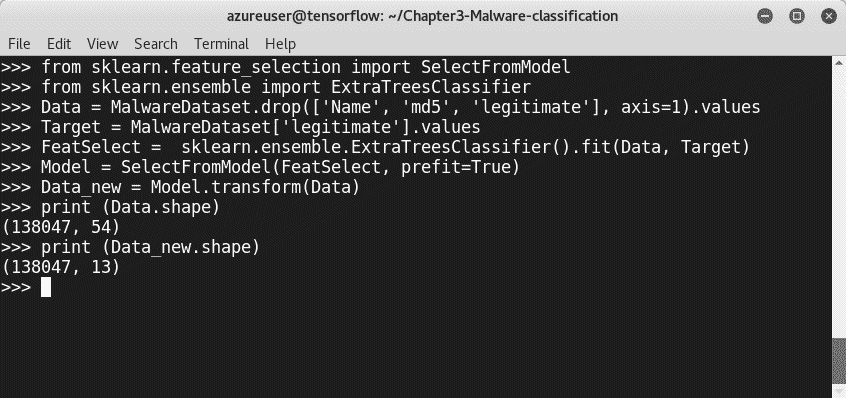 azureuser@tensorflow: ~/Chapter3-Malware-classification
File Edit View Search Terminal Help
>>> from sklearn.feature_selection import SelectFromModel
>>> from sklearn.ensemble import ExtraTreesClassifier
>>> Data = MalwareDataset.drop(['Name', 'md5', 'legitimate'], axis=1).values
>>> Target = MalwareDataset['legitimate'].values
>>> FeatSelect =  sklearn.ensemble.ExtraTreesClassifier().fit(Data, Target)
>>> Model = SelectFromModel(FeatSelect, prefit=True)
>>> Data_new = Model.transform(Data)
>>> print (Data.shape)
(138047, 54)
>>> print (Data_new.shape)
(138047, 13)
>>>